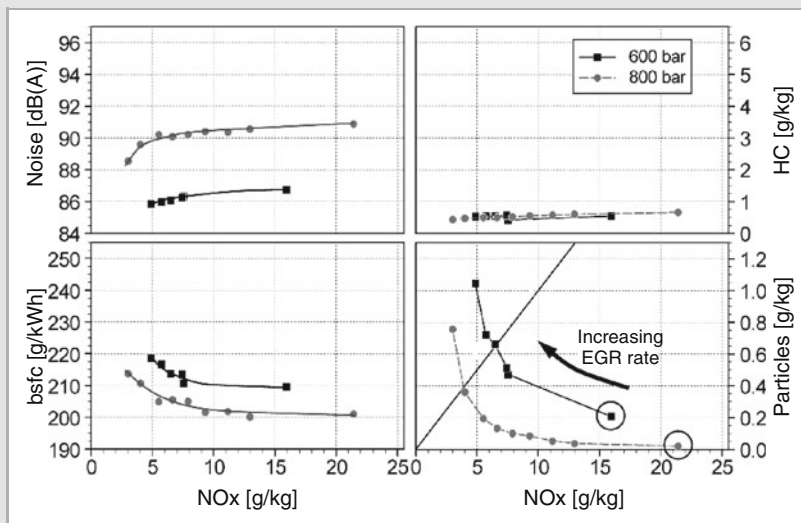 96
94
92
90
88
86
84
Noise [dB(A)]
600 bar
800 bar
6
5
4
3
2
1
0
HC [g/kg]
250
240
230
220
210
200
190
bsfc [g/kWh]
Increasing
EGR rate
1.2
1.0
0.8
0.6
0.4
0.2
0.0
Particles [g/kg]
0 5 10 15 20 25
0 5 10 15 20 25
NOx [g/kg]
NOx [g/kg]